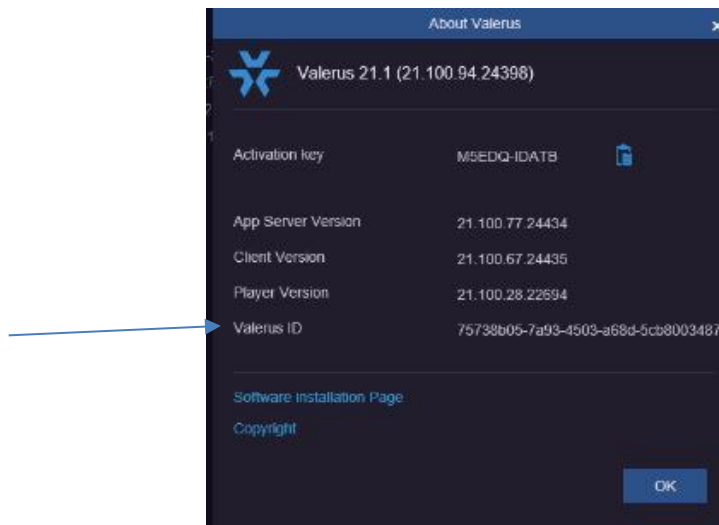 About Valerus
Valerus 21.1 (21.100.94.24398)
Activation key M5EDQ-IDATB
App Server Version 21.100.77.24434
Client Version 21.100.67.24435
Player Version 21.100.28.22694
Valerus ID 75738b05-7a93-4503-a68d-5cb8003487
Software Installation Page
Copyright
OK